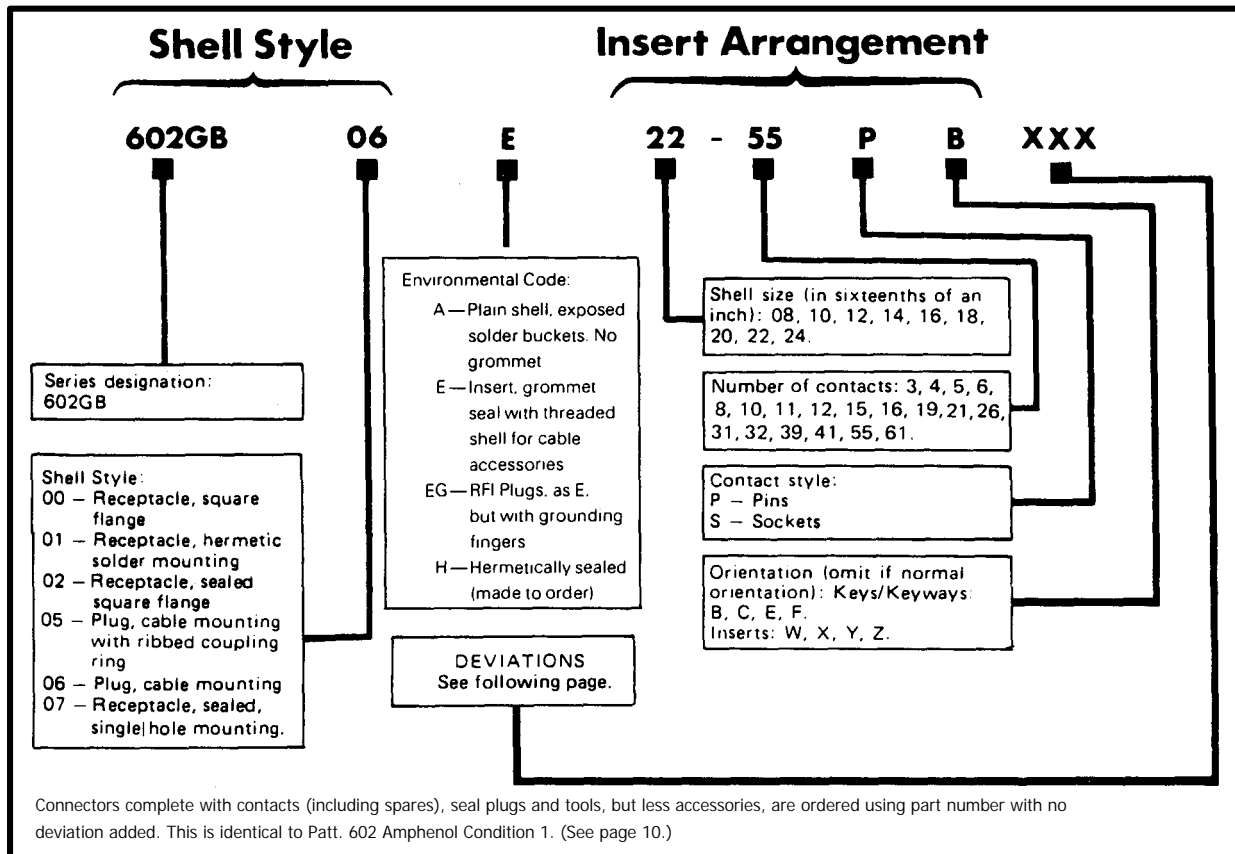 Shell Style
Insert Arrangement
602GB 06 E 22 - 55 P B XXX
Series designation:
602GB
Shell Style:
00 – Receptacle, square
flange
01 – Receptacle, hermetic
solder mounting
02 – Receptacle, sealed
square flange
05 – Plug, cable mounting
with ribbed coupling
ring
06 – Plug, cable mounting
07 – Receptacle, sealed,
single hole mounting.
Environmental Code:
A—Plain shell, exposed
solder buckets. No
grommet
E—Insert, grommet
seal with threaded
shell for cable
accessories
EG—RFI Plugs. as E.
but with grounding
fingers
H—Hermetically sealed
(made to order)
DEVIATIONS
See following page.
Shell size (in sixteenths of an
inch): 08, 10, 12, 14, 16, 18,
20, 22, 24.
Number of contacts: 3, 4, 5, 6,
8, 10, 11, 12, 15, 16, 19, 21, 26,
31, 32, 39, 41, 55, 61.
Contact style:
P – Pins
S – Sockets
Orientation (omit if normal
orientation): Keys/Keyways:
B, C, E, F.
Inserts: W, X, Y, Z.
Connectors complete with contacts (including spares), seal plugs and tools, but less accessories, are ordered using part number with no
deviation added. This is identical to Patt. 602 Amphenol Condition 1. (See page 10.)